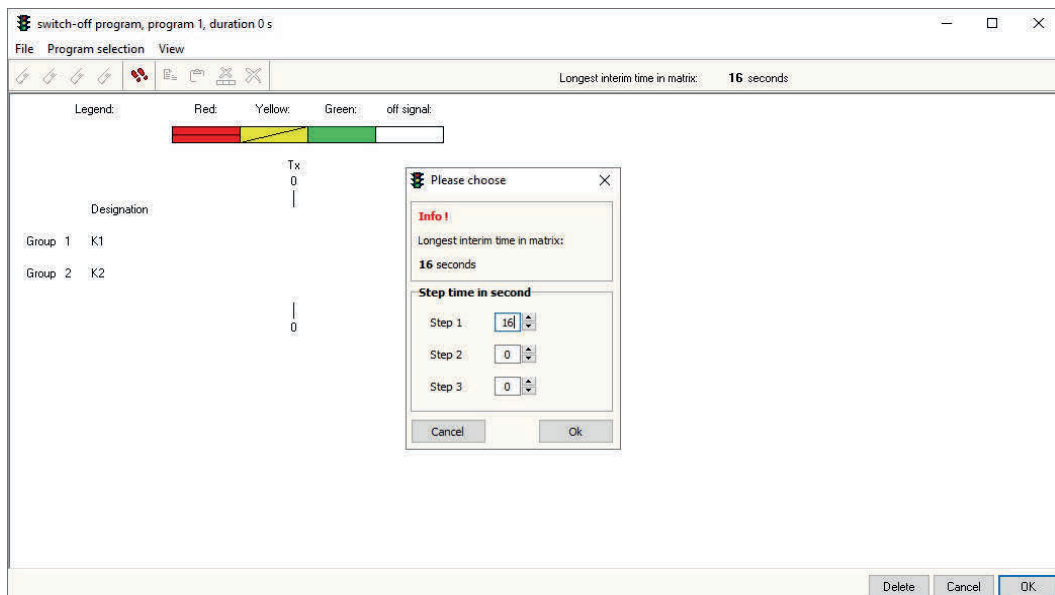 switch-off program, program 1, duration 0 s
File Program selection View
Longest interim time in matrix: 16 seconds
Legend: Red: Yellow: Green: off signal:
Tx
0
Designation
Group 1 K1
Group 2 K2
0
Please choose
Info !
Longest interim time in matrix:
16 seconds
Step time in second
Step 1 16
Step 2 0
Step 3 0
Cancel Ok
Delete Cancel OK